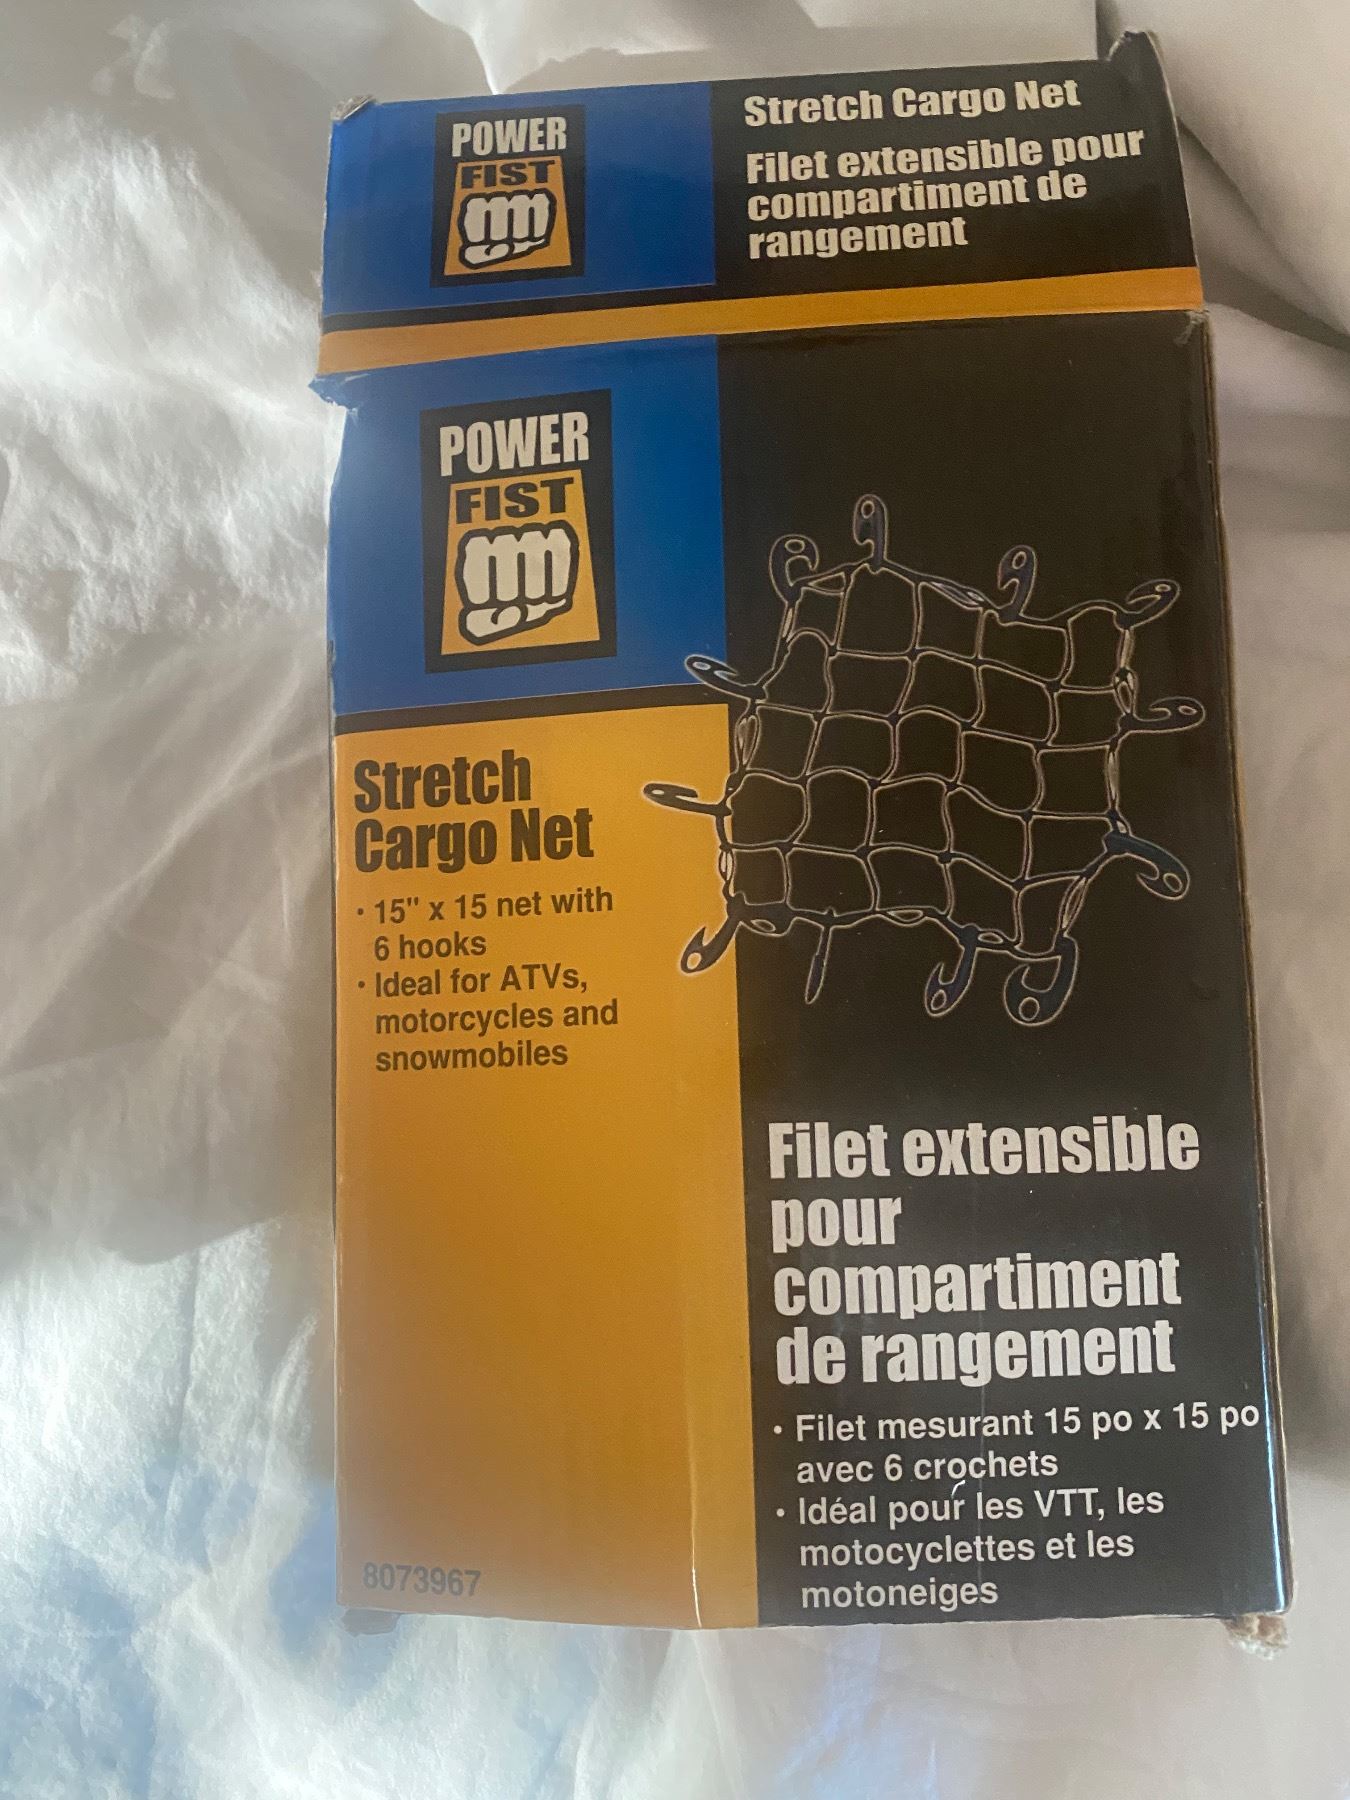 POWER
FIST
Stretch Cargo Net
Filet extensible pour
compartiment de
rangement
POWER
FIST
Stretch
Cargo Net
• 15" x 15 net with
6 hooks
• Ideal for ATVs,
motorcycles and
snowmobiles
Filet extensible
pour
compartiment
de rangement
• Filet mesurant 15 po x 15 po
avec 6 crochets
• Idéal pour les VTT, les
motocyclettes et les
motoneiges
8073967